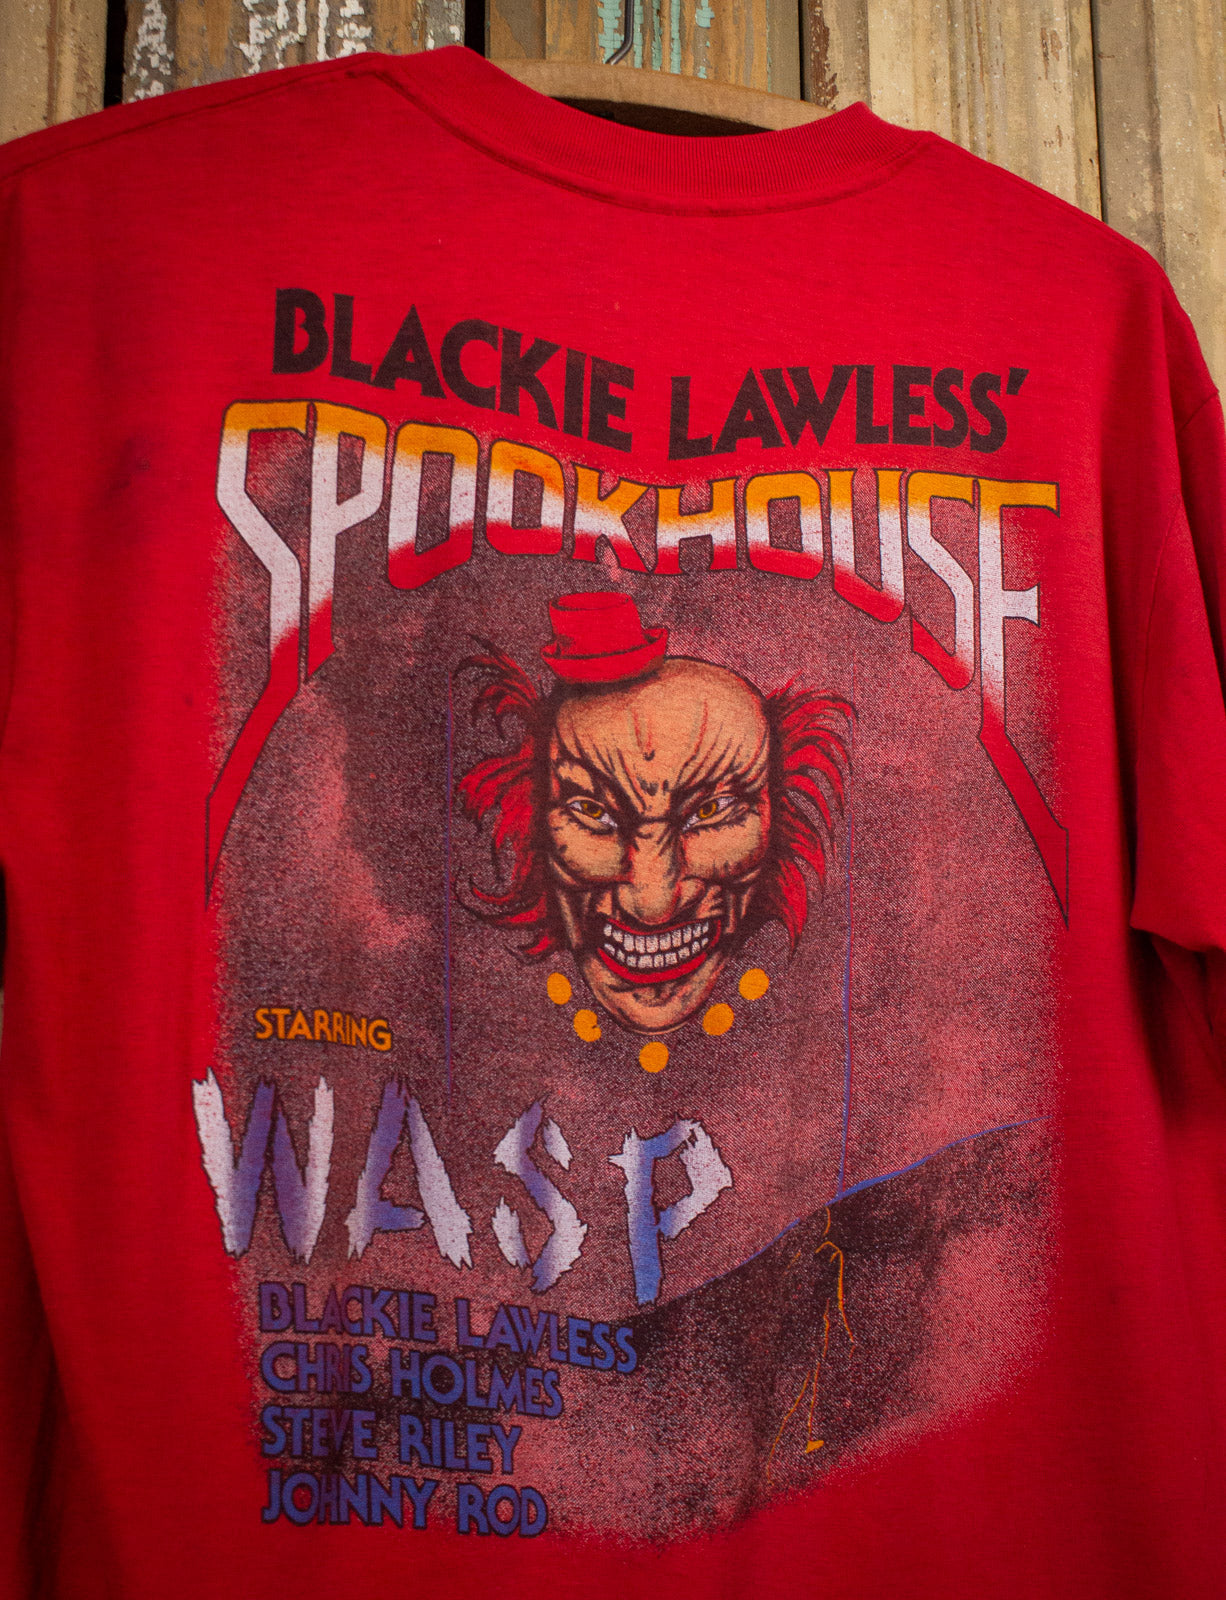 BLACKIE LAWLESS'
SPOOKHOUSE
STARRING
WASP
BLACKIE LAWLESS
CHRIS HOLMES
STEVE RILEY
JOHNNY ROD